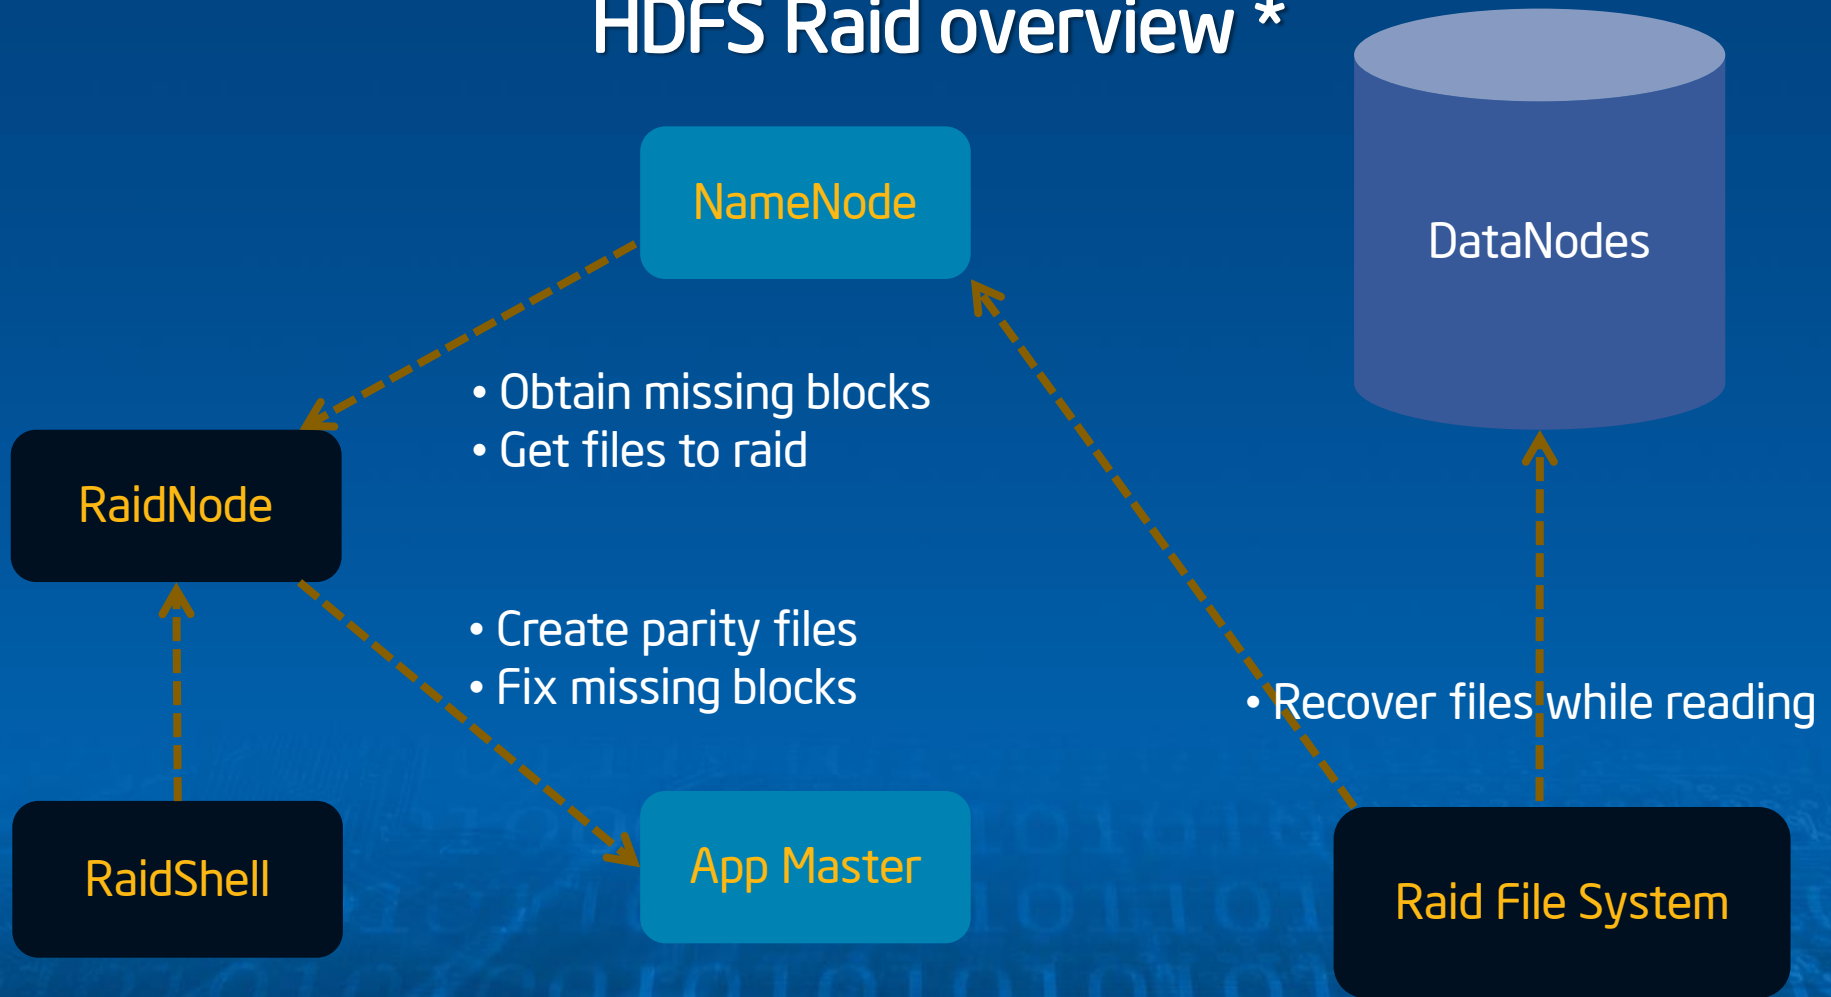 HDFS Raid overview *
NameNode
DataNodes
• Obtain missing blocks
• Get files to raid
RaidNode
• Create parity files
• Fix missing blocks
• Recover files while reading
RaidShell
App Master
Raid File System